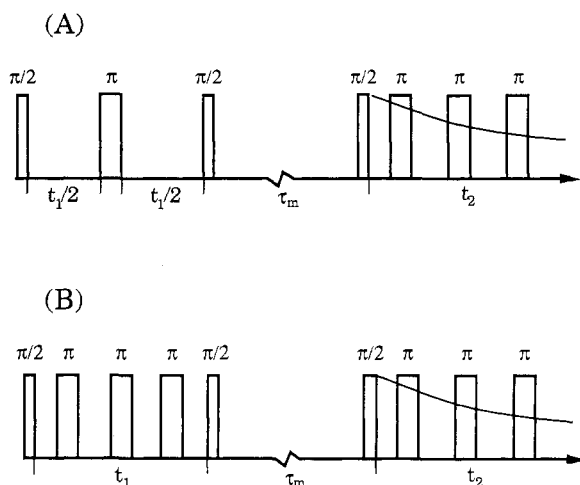 (A)
π/2 π π/2 π/2 π π π
t₁/2 t₁/2 τₘ t₂
(B)
π/2 π π π π/2 π/2 π π π
t₁ τₘ t₂